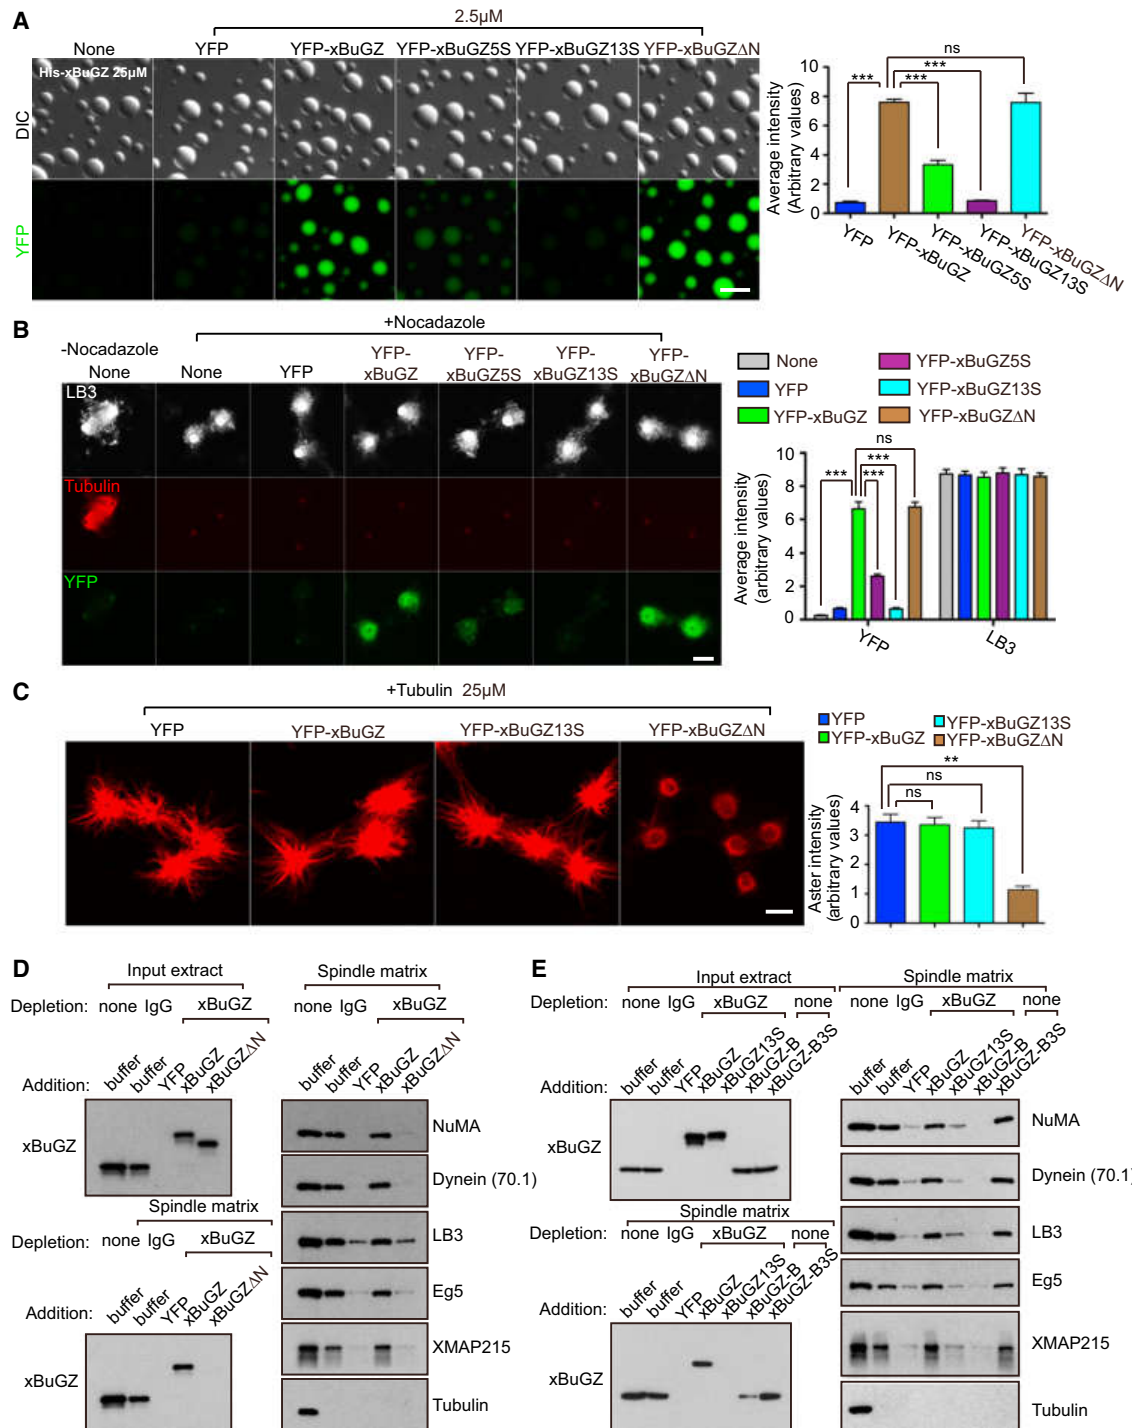 A
2.5µM
None YFP YFP-xBuGZ YFP-xBuGZ5S YFP-xBuGZ13S YFP-xBuGZΔN
His-xBuGZ 25µM
DIC
YFP
ns
***
*** ***
10
8
6
4
2
0
Average intensity
(Arbitrary values)
YFP
YFP-xBuGZ
YFP-xBuGZ5S
YFP-xBuGZ13S
YFP-xBuGZΔN
B
+Nocadazole
-Nocadazole
None None YFP YFP-xBuGZ YFP-xBuGZ5S YFP-xBuGZ13S YFP-xBuGZΔN
LB3
Tubulin
YFP
None YFP-xBuGZ5S
YFP YFP-xBuGZ13S
YFP-xBuGZ YFP-xBuGZΔN
ns
***
*** ***
10
8
6
4
2
0
Average intensity
(arbitrary values)
YFP LB3
C
+Tubulin 25µM
YFP YFP-xBuGZ YFP-xBuGZ13S YFP-xBuGZΔN
YFP YFP-xBuGZ13S
YFP-xBuGZ YFP-xBuGZΔN
**
ns
ns
4
3
2
1
0
Aster intensity
(arbitrary values)
D
Input extract
Depletion: none IgG xBuGZ
Addition: buffer buffer YFP xBuGZ xBuGZΔN
xBuGZ
Spindle matrix
Depletion: none IgG xBuGZ
Addition: buffer buffer YFP xBuGZ xBuGZΔN
xBuGZ
Spindle matrix
none IgG xBuGZ
buffer buffer YFP xBuGZ xBuGZΔN
NuMA
Dynein (70.1)
LB3
Eg5
XMAP215
Tubulin
E
Input extract
Depletion: none IgG xBuGZ none
Addition: buffer buffer YFP xBuGZ xBuGZ13S xBuGZ-B xBuGZ-B3S
xBuGZ
Spindle matrix
Depletion: none IgG xBuGZ none
Addition: buffer buffer YFP xBuGZ xBuGZ13S xBuGZ-B xBuGZ-B3S
xBuGZ
Spindle matrix
none IgG xBuGZ none
buffer buffer YFP xBuGZ xBuGZ13S xBuGZ-B xBuGZ-B3S
NuMA
Dynein (70.1)
LB3
Eg5
XMAP215
Tubulin